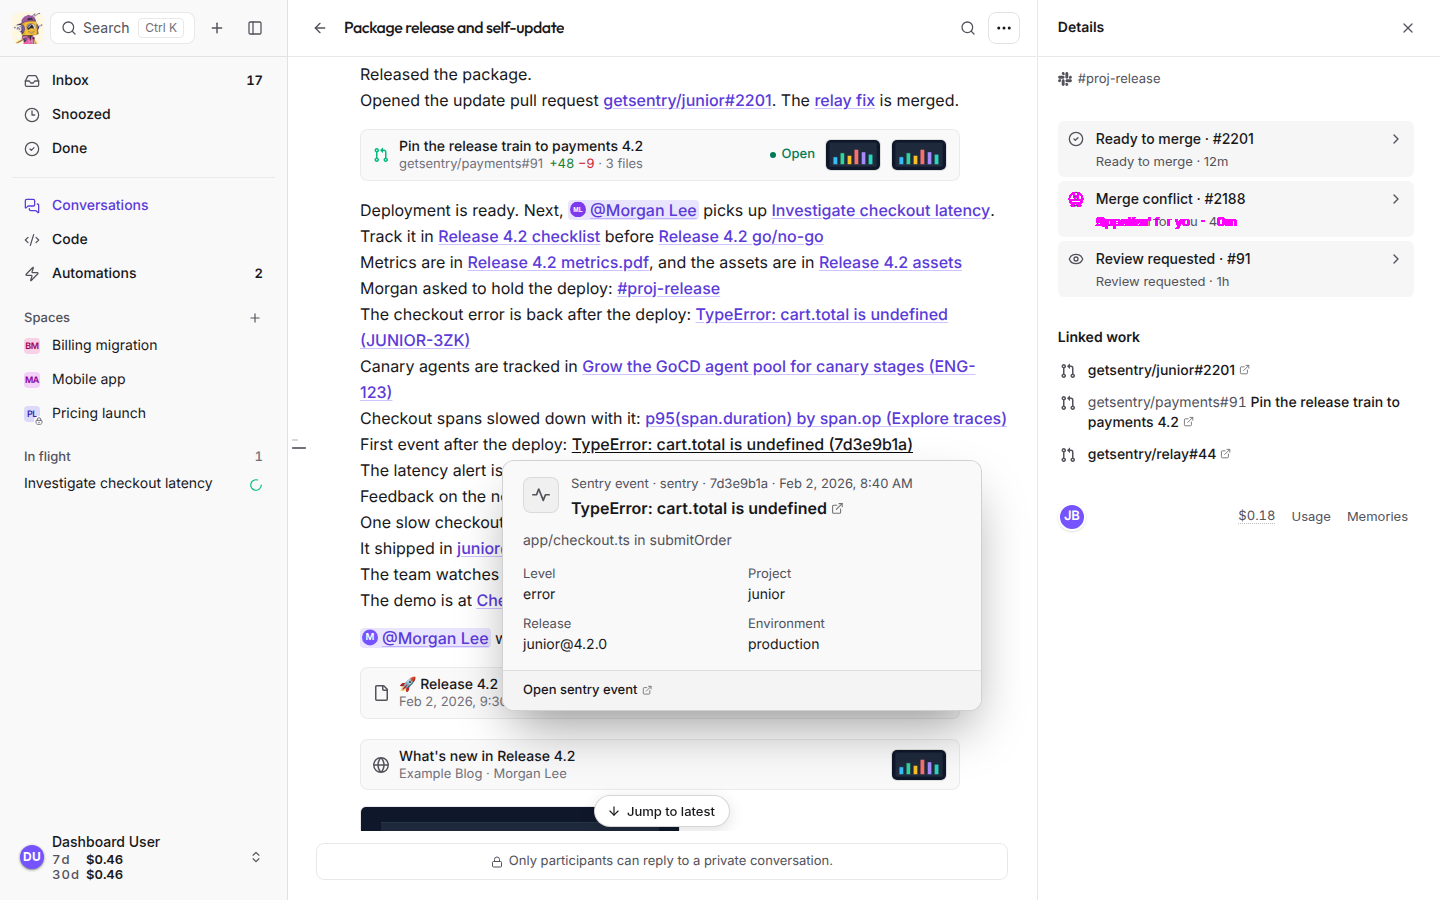 Search Ctrl K
Inbox 17
Snoozed
Done
Conversations
Code
Automations 2
Spaces
BM Billing migration
MA Mobile app
PL Pricing launch
In flight 1
Investigate checkout latency
DU Dashboard User
7d $0.46
30d $0.46
Package release and self-update
Released the package.
Opened the update pull request getsentry/junior#2201. The relay fix is merged.
Pin the release train to payments 4.2
getsentry/payments#91 +48 −9 · 3 files
Open
Deployment is ready. Next, ML @Morgan Lee picks up Investigate checkout latency.
Track it in Release 4.2 checklist before Release 4.2 go/no-go
Metrics are in Release 4.2 metrics.pdf, and the assets are in Release 4.2 assets
Morgan asked to hold the deploy: #proj-release
The checkout error is back after the deploy: TypeError: cart.total is undefined
(JUNIOR-3ZK)
Canary agents are tracked in Grow the GoCD agent pool for canary stages (ENG-
123)
Checkout spans slowed down with it: p95(span.duration) by span.op (Explore traces)
First event after the deploy: TypeError: cart.total is undefined (7d3e9b1a)
The latency alert is
Feedback on the
One slow checkout
It shipped in junior
The team watches
The demo is at
M @Morgan Lee
Sentry event · sentry · 7d3e9b1a · Feb 2, 2026, 8:40 AM
TypeError: cart.total is undefined
app/checkout.ts in submitOrder
Level
error
Project
junior
Release
junior@4.2.0
Environment
production
Open sentry event
🚀 Release 4.2
Feb 2, 2026,
What's new in Release 4.2
Example Blog · Morgan Lee
Jump to latest
Only participants can reply to a private conversation.
Details
#proj-release
Ready to merge · #2201
Ready to merge · 12m
Merge conflict · #2188
for you
Review requested · #91
Review requested · 1h
Linked work
getsentry/junior#2201
getsentry/payments#91 Pin the release train to
payments 4.2
getsentry/relay#44
JB $0.18 Usage Memories